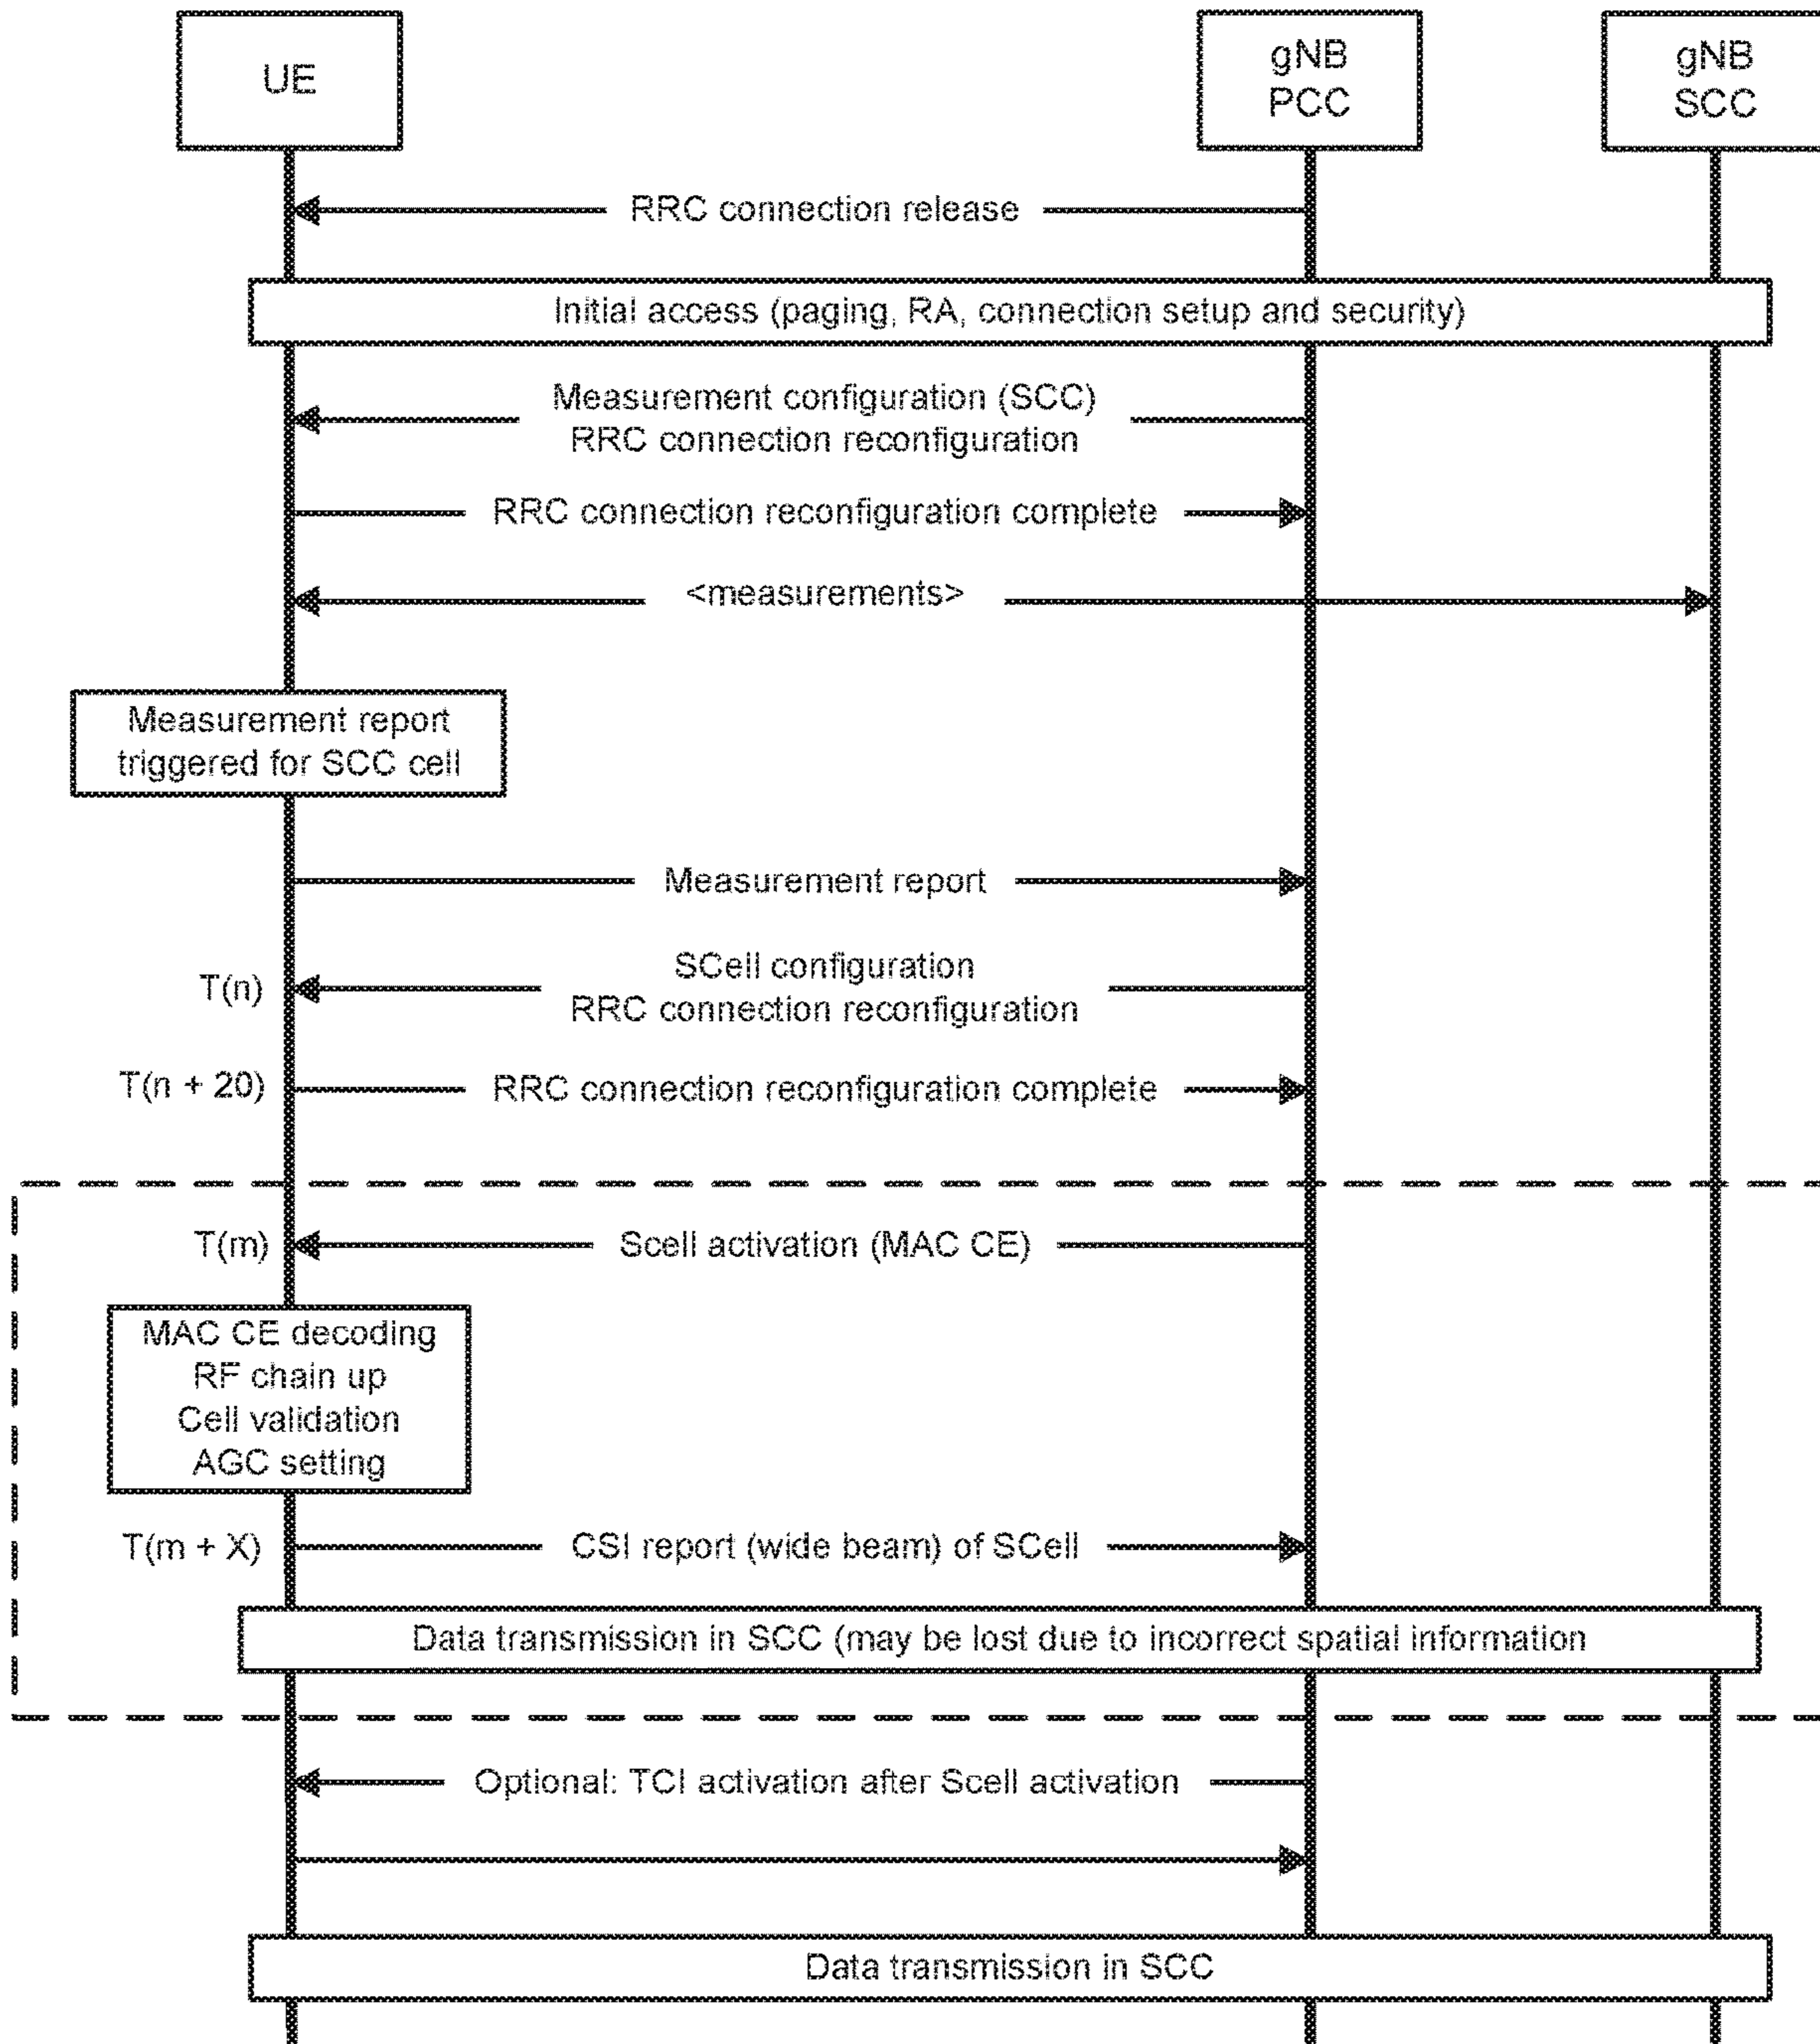 UE
gNB
PCC
gNB
SCC
RRC connection release
Initial access (paging, RA, connection setup and security)
Measurement configuration (SCC)
RRC connection reconfiguration
RRC connection reconfiguration complete
<measurements>
Measurement report
triggered for SCC cell
Measurement report
T(n)
SCell configuration
RRC connection reconfiguration
T(n + 20)
RRC connection reconfiguration complete
T(m)
Scell activation (MAC CE)
MAC CE decoding
RF chain up
Cell validation
AGC setting
T(m + X)
CSI report (wide beam) of SCell
Data transmission in SCC (may be lost due to incorrect spatial information
Optional: TCI activation after Scell activation
Data transmission in SCC